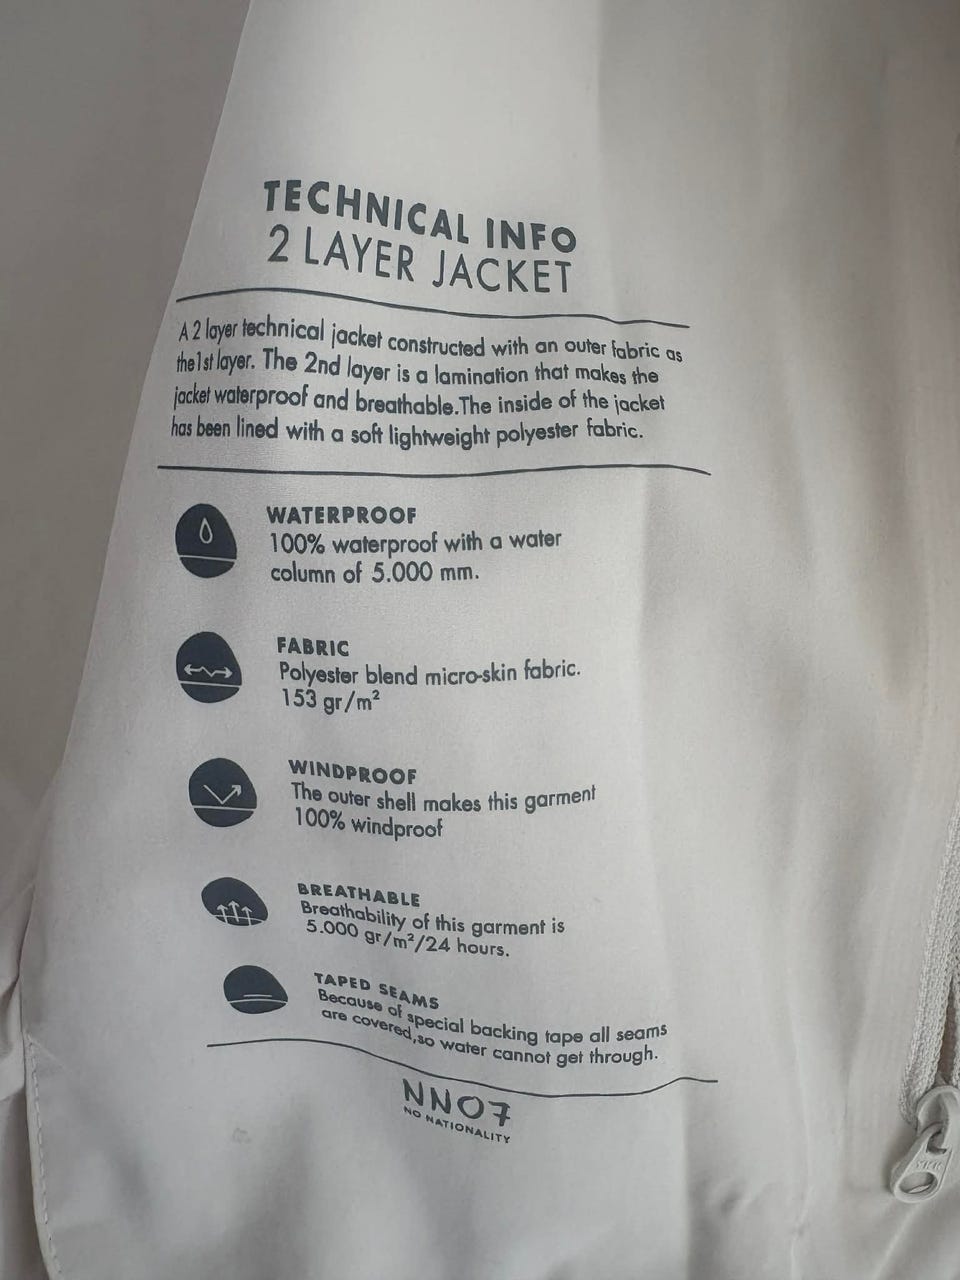 TECHNICAL INFO
2 LAYER JACKET
A 2 layer technical jacket constructed with an outer fabric as
the 1st layer. The 2nd layer is a lamination that makes the
jacket waterproof and breathable.The inside of the jacket
has been lined with a soft lightweight polyester fabric.
WATERPROOF
100% waterproof with a water
column of 5.000 mm.
FABRIC
Polyester blend micro-skin fabric.
153 gr/m²
WINDPROOF
The outer shell makes this garment
100% windproof
BREATHABLE
Breathability of this garment is
5.000 gr/m²/24 hours.
TAPED SEAMS
Because of special backing tape all seams
are covered,so water cannot get through.
NN07
NO NATIONALITY
YKK